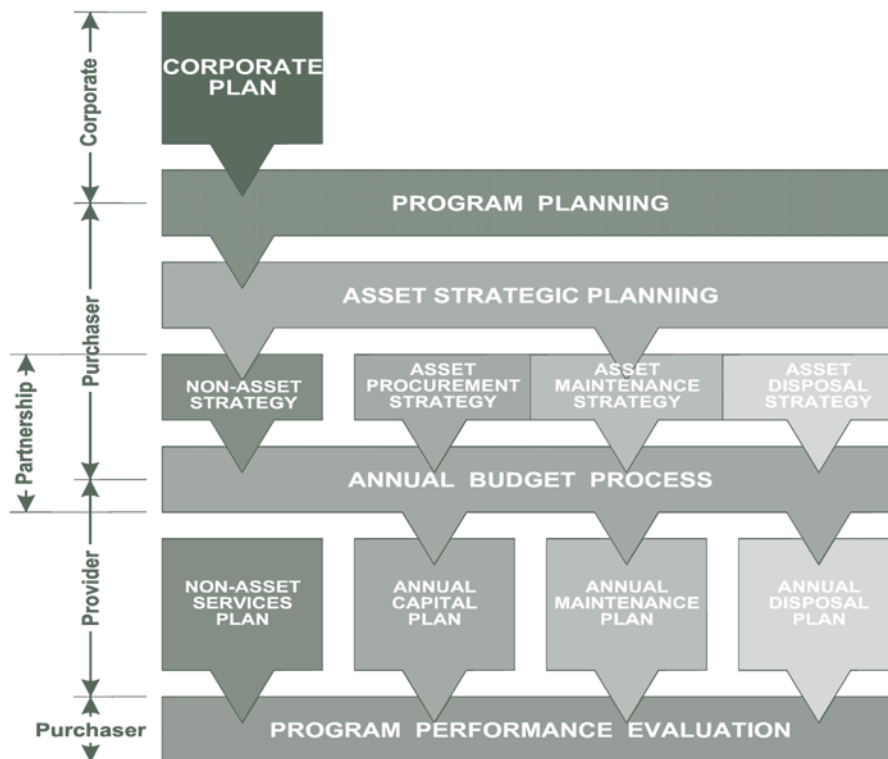 Corporate
CORPORATE
PLAN
PROGRAM PLANNING
Purchaser
ASSET STRATEGIC PLANNING
Partnership
NON-ASSET
STRATEGY
ASSET
PROCUREMENT
STRATEGY
ASSET
MAINTENANCE
STRATEGY
ASSET
DISPOSAL
STRATEGY
ANNUAL BUDGET PROCESS
Provider
NON-ASSET
SERVICES
PLAN
ANNUAL
CAPITAL
PLAN
ANNUAL
MAINTENANCE
PLAN
ANNUAL
DISPOSAL
PLAN
Purchaser
PROGRAM PERFORMANCE EVALUATION